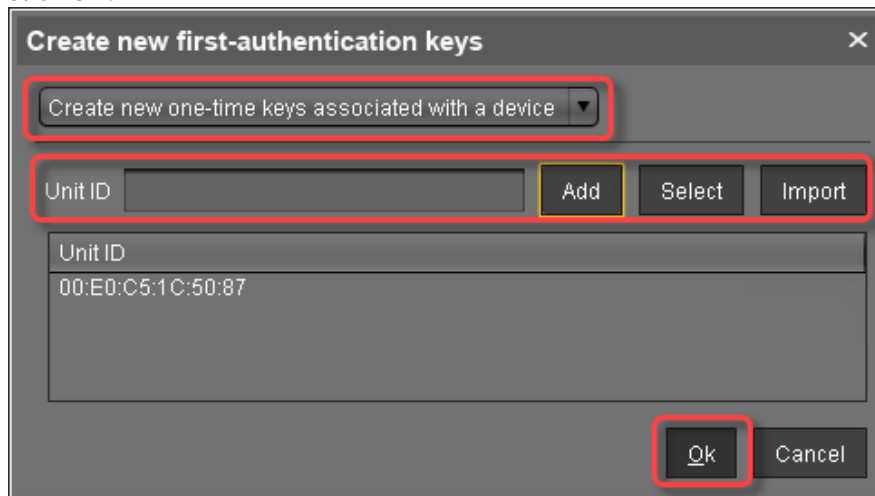 Create new first-authentication keys
Create new one-time keys associated with a device
Unit ID Add Select Import
Unit ID
00:E0:C5:1C:50:87
Ok Cancel